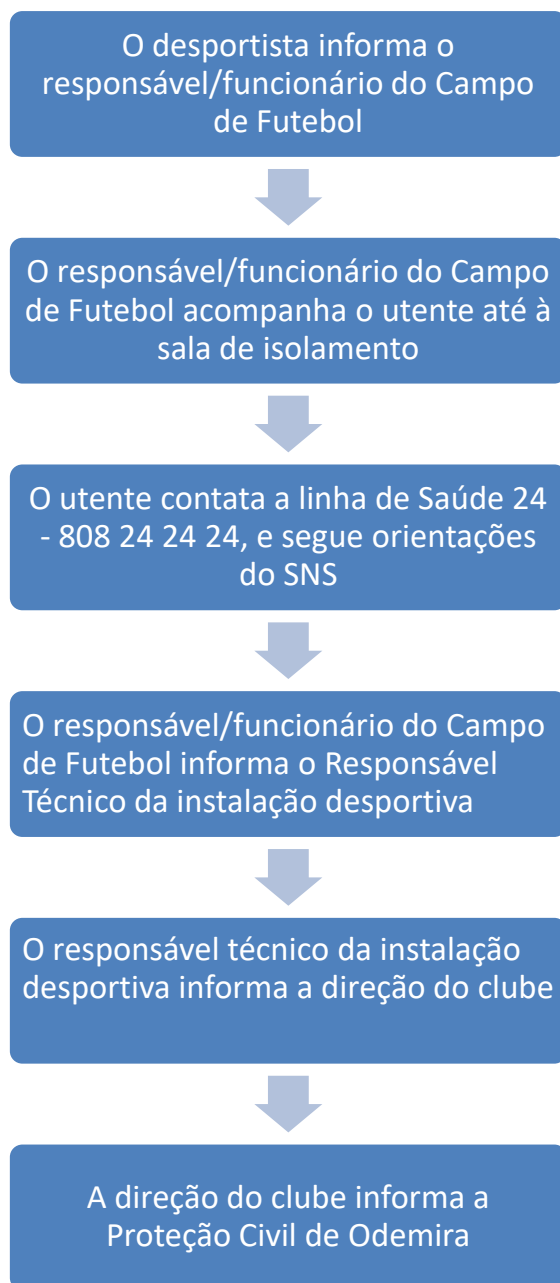 O desportista informa o
responsável/funcionário do Campo
de Futebol
O responsável/funcionário do Campo
de Futebol acompanha o utente até à
sala de isolamento
O utente contata a linha de Saúde 24
- 808 24 24 24, e segue orientações
do SNS
O responsável/funcionário do Campo
de Futebol informa o Responsável
Técnico da instalação desportiva
O responsável técnico da instalação
desportiva informa a direção do clube
A direção do clube informa a
Proteção Civil de Odemira